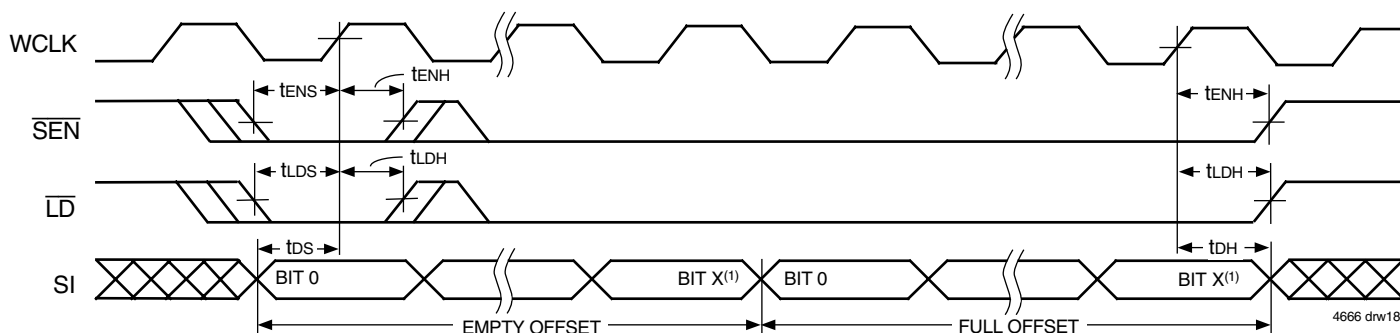 WCLK
tENS
tENH
tENH
SEN
tLDS
tLDH
tLDH
LD
tDS
tDH
SI
BIT 0
BIT X(1)
BIT 0
BIT X(1)
EMPTY OFFSET
FULL OFFSET
4666 drw18